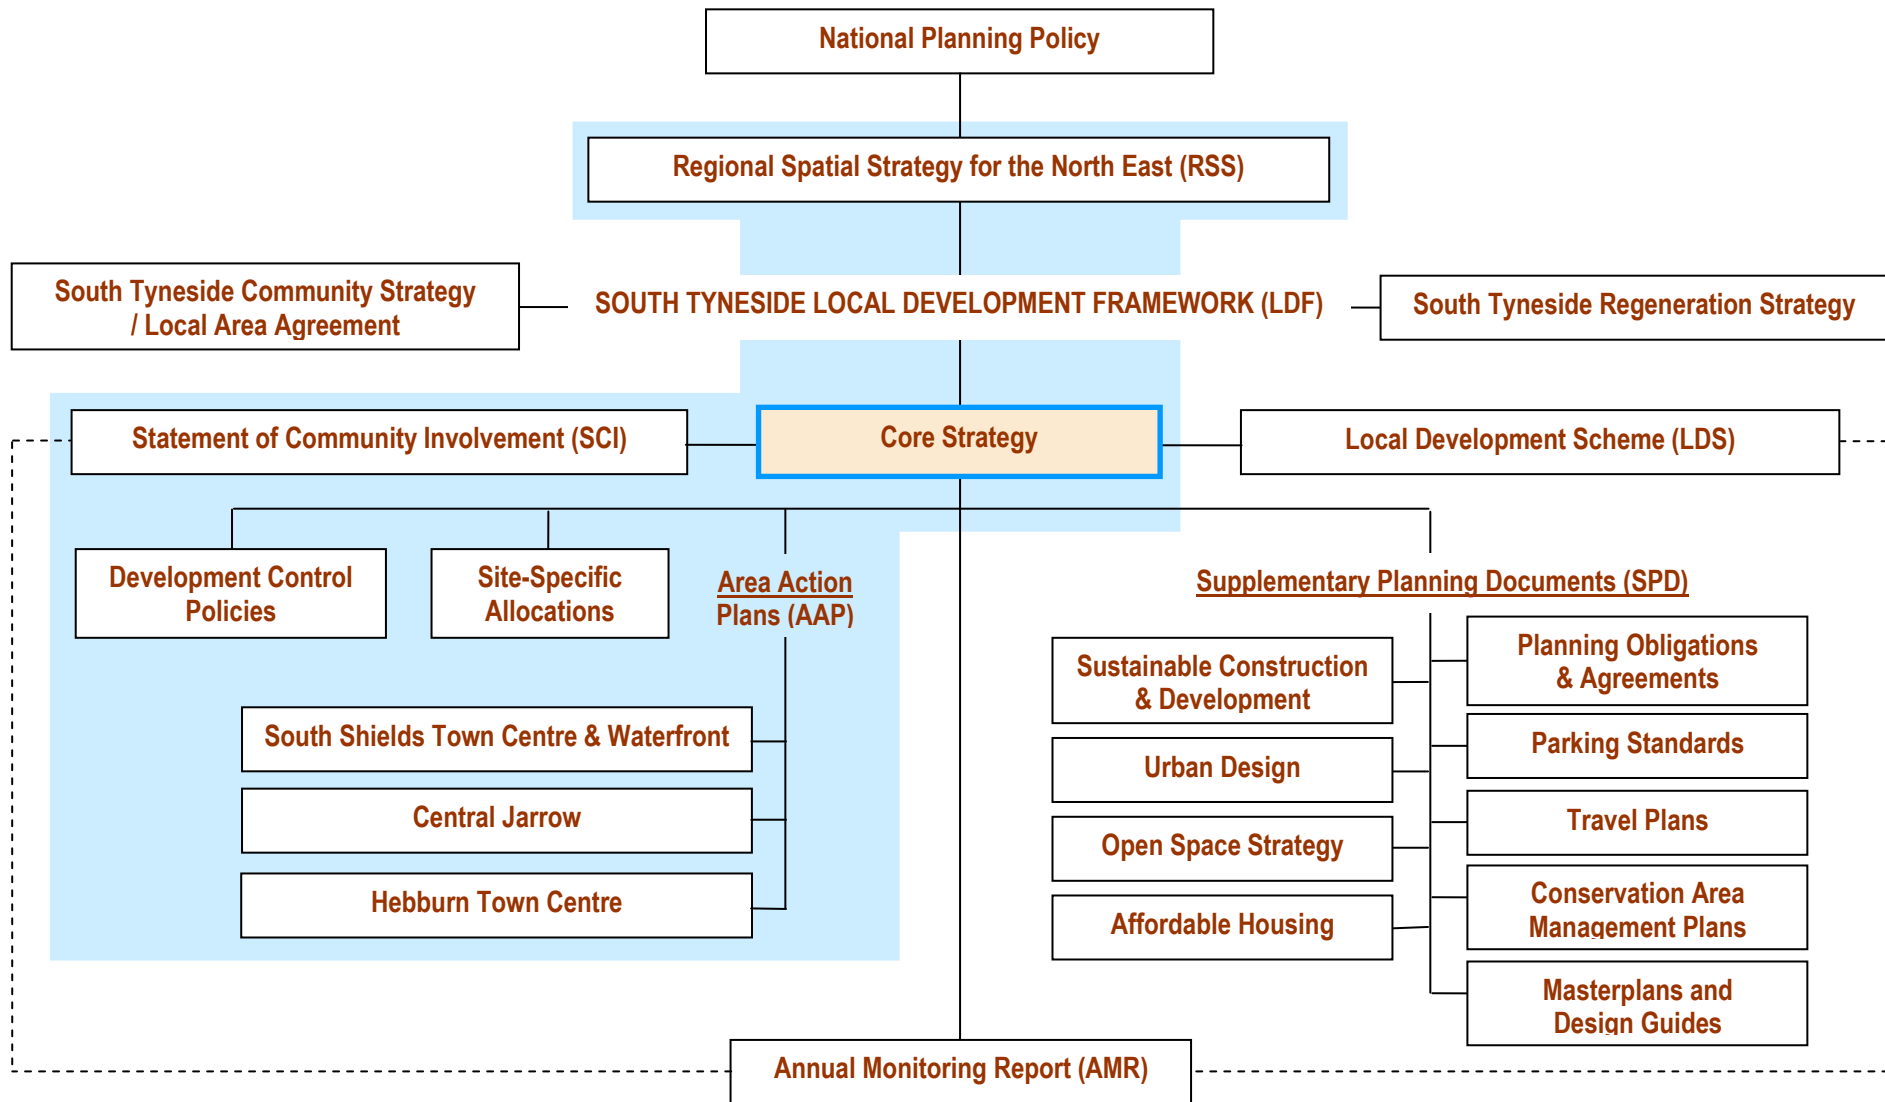 National Planning Policy
Regional Spatial Strategy for the North East (RSS)
South Tyneside Community Strategy
/ Local Area Agreement
SOUTH TYNESIDE LOCAL DEVELOPMENT FRAMEWORK (LDF)
South Tyneside Regeneration Strategy
Statement of Community Involvement (SCI)
Core Strategy
Local Development Scheme (LDS)
Development Control
Policies
Site-Specific
Allocations
Area Action
Plans (AAP)
South Shields Town Centre & Waterfront
Central Jarrow
Hebburn Town Centre
Supplementary Planning Documents (SPD)
Sustainable Construction
& Development
Urban Design
Open Space Strategy
Affordable Housing
Planning Obligations
& Agreements
Parking Standards
Travel Plans
Conservation Area
Management Plans
Masterplans and
Design Guides
Annual Monitoring Report (AMR)